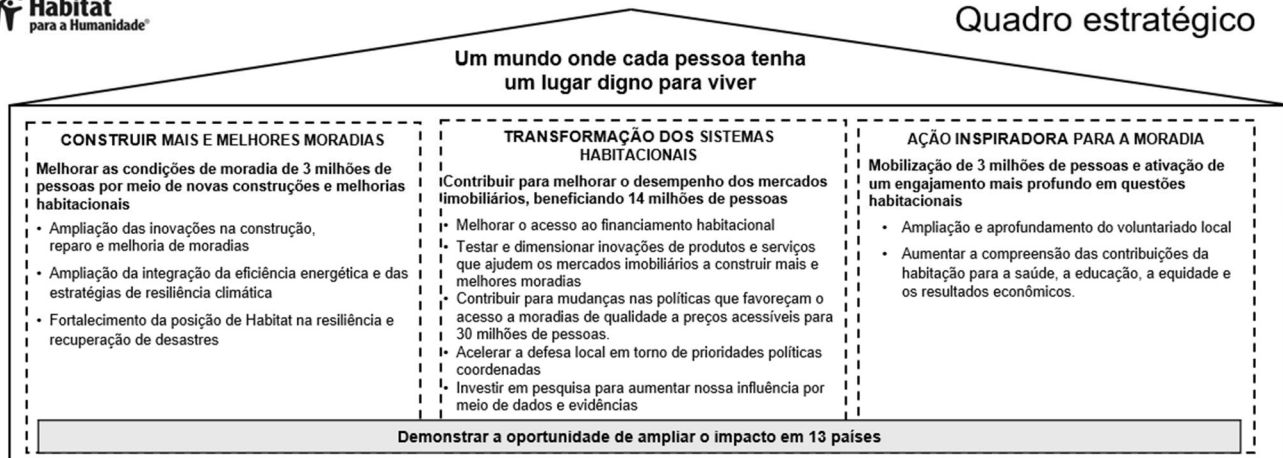 Habitat
para a Humanidade®
Quadro estratégico
Um mundo onde cada pessoa tenha
um lugar digno para viver
CONSTRUIR MAIS E MELHORES MORADIAS
Melhorar as condições de moradia de 3 milhões de
pessoas por meio de novas construções e melhorias
habitacionais
• Ampliação das inovações na construção,
reparo e melhoria de moradias
• Ampliação da integração da eficiência energética e das
estratégias de resiliência climática
• Fortalecimento da posição de Habitat na resiliência e
recuperação de desastres
TRANSFORMAÇÃO DOS SISTEMAS
HABITACIONAIS
Contribuir para melhorar o desempenho dos mercados
imobiliários, beneficiando 14 milhões de pessoas
• Melhorar o acesso ao financiamento habitacional
• Testar e dimensionar inovações de produtos e serviços
que ajudem os mercados imobiliários a construir mais e
melhores moradias
• Contribuir para mudanças nas políticas que favoreçam o
acesso a moradias de qualidade a preços acessíveis para
30 milhões de pessoas.
• Acelerar a defesa local em torno de prioridades políticas
coordenadas
• Investir em pesquisa para aumentar nossa influência por
meio de dados e evidências
AÇÃO INSPIRADORA PARA A MORADIA
Mobilização de 3 milhões de pessoas e ativação de
um engajamento mais profundo em questões
habitacionais
• Ampliação e aprofundamento do voluntariado local
• Aumentar a compreensão das contribuições da
habitação para a saúde, a educação, a equidade e
os resultados econômicos.
Demonstrar a oportunidade de ampliar o impacto em 13 países